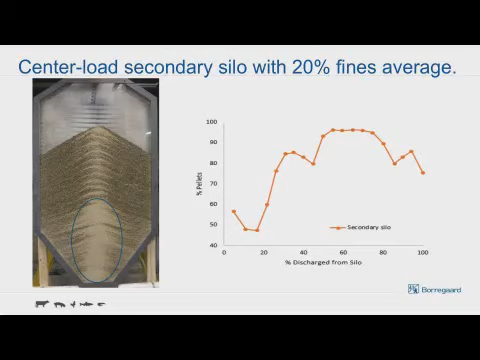 Center-load secondary silo with 20% fines average.
100
90
80
70
60
50
40
% Pellets
0
20
40
60
80
100
Secondary silo
% Discharged from Silo
Borregaard